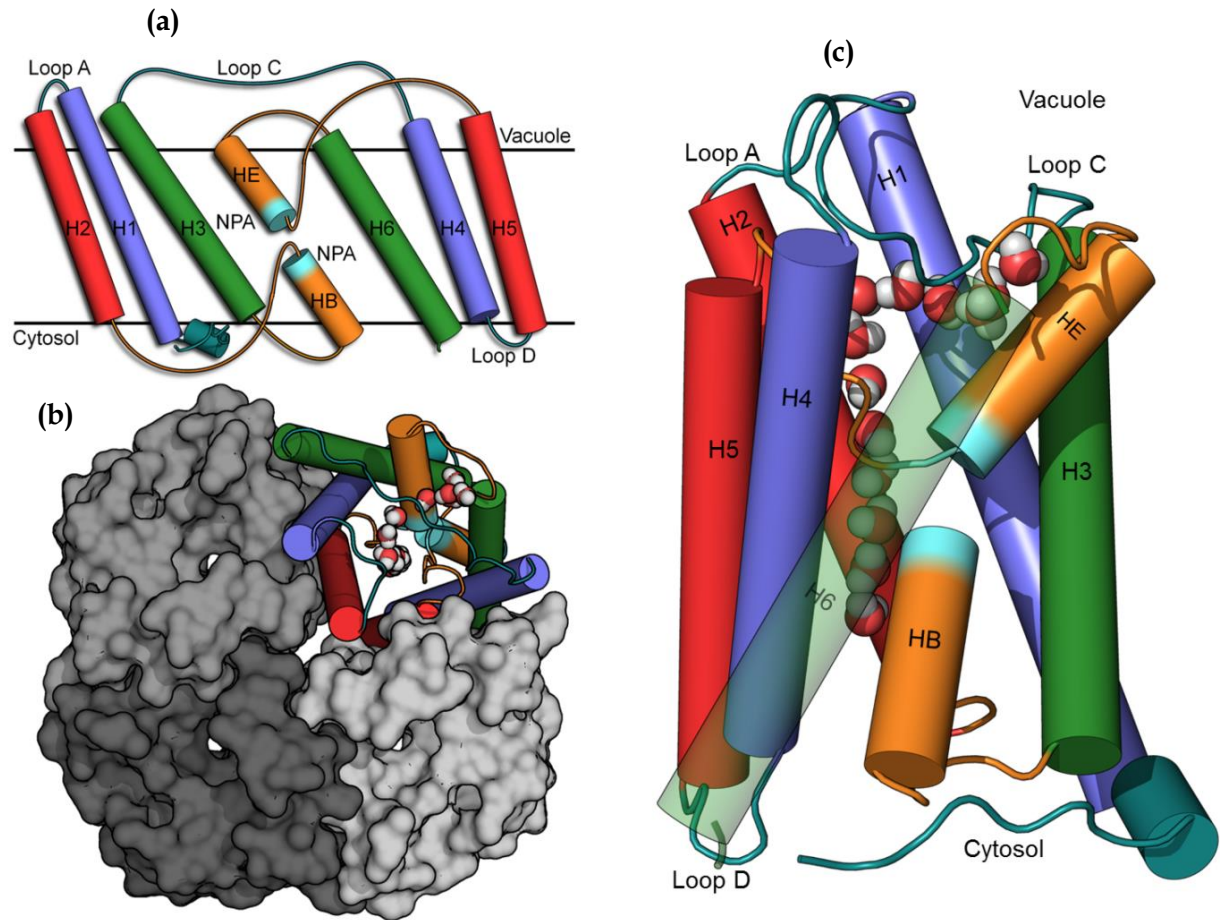 (a)
Loop A
Loop C
Vacuole
HE
NPA
H2
H1
H3
H6
H4
H5
NPA
HB
Cytosol
Loop D
(b)
(c)
Vacuole
Loop A
H1
Loop C
H2
HE
H4
H5
H3
H6
HB
Cytosol
Loop D